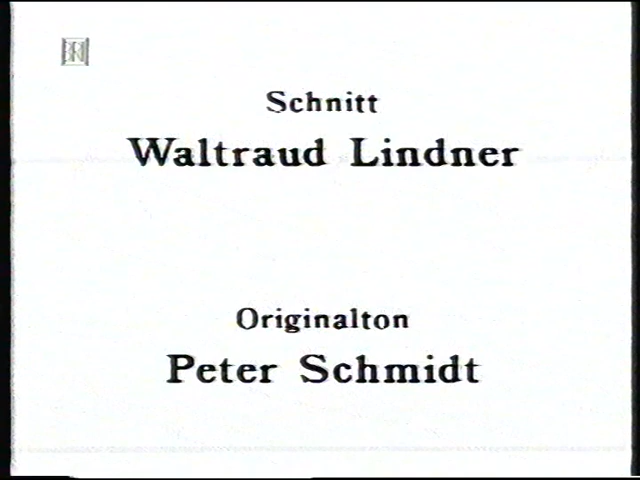 Schnitt
Waltraud Lindner
Originalton
Peter Schmidt